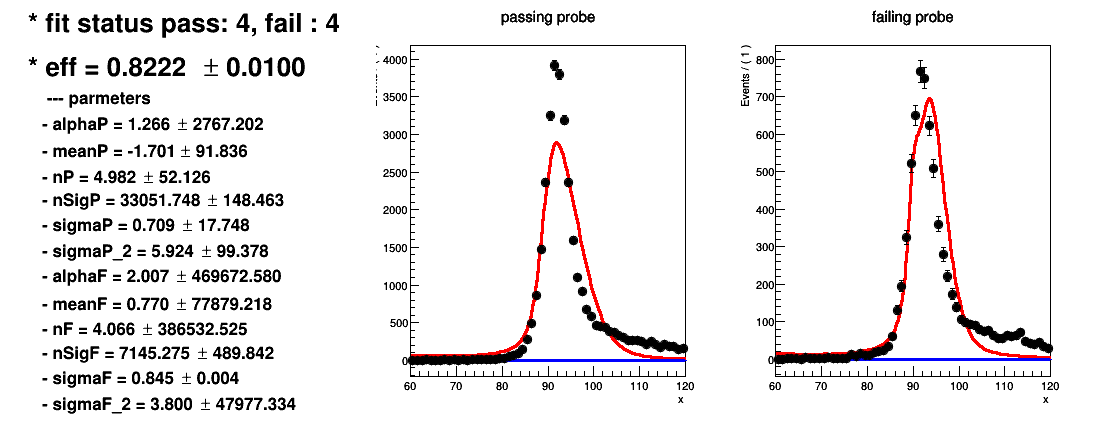 * fit status pass: 4, fail : 4
* eff = 0.8222 ± 0.0100
--- parmeters
- alphaP = 1.266 ± 2767.202
- meanP = -1.701 ± 91.836
- nP = 4.982 ± 52.126
- nSigP = 33051.748 ± 148.463
- sigmaP = 0.709 ± 17.748
- sigmaP_2 = 5.924 ± 99.378
- alphaF = 2.007 ± 469672.580
- meanF = 0.770 ± 77879.218
- nF = 4.066 ± 386532.525
- nSigF = 7145.275 ± 489.842
- sigmaF = 0.845 ± 0.004
- sigmaF_2 = 3.800 ± 47977.334
passing probe
4000
3500
3000
2500
2000
1500
1000
500
0
60 70 80 90 100 110 120
x
failing probe
Events / ( 1 )
800
700
600
500
400
300
200
100
0
60 70 80 90 100 110 120
x